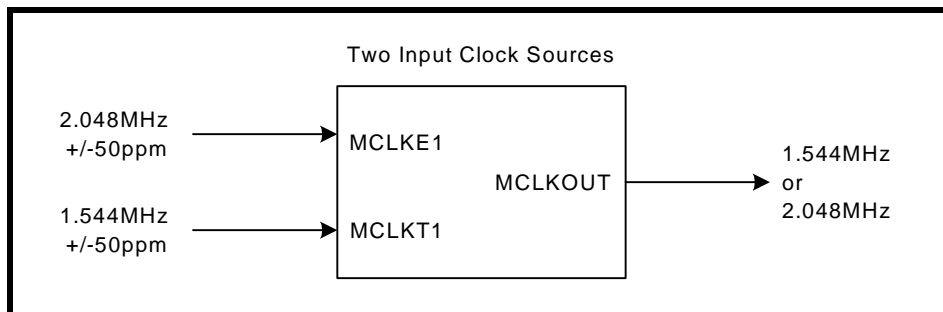 Two Input Clock Sources
2.048MHz
+/-50ppm
MCLKE1
1.544MHz
+/-50ppm
MCLKT1
MCLKOUT
1.544MHz
or
2.048MHz